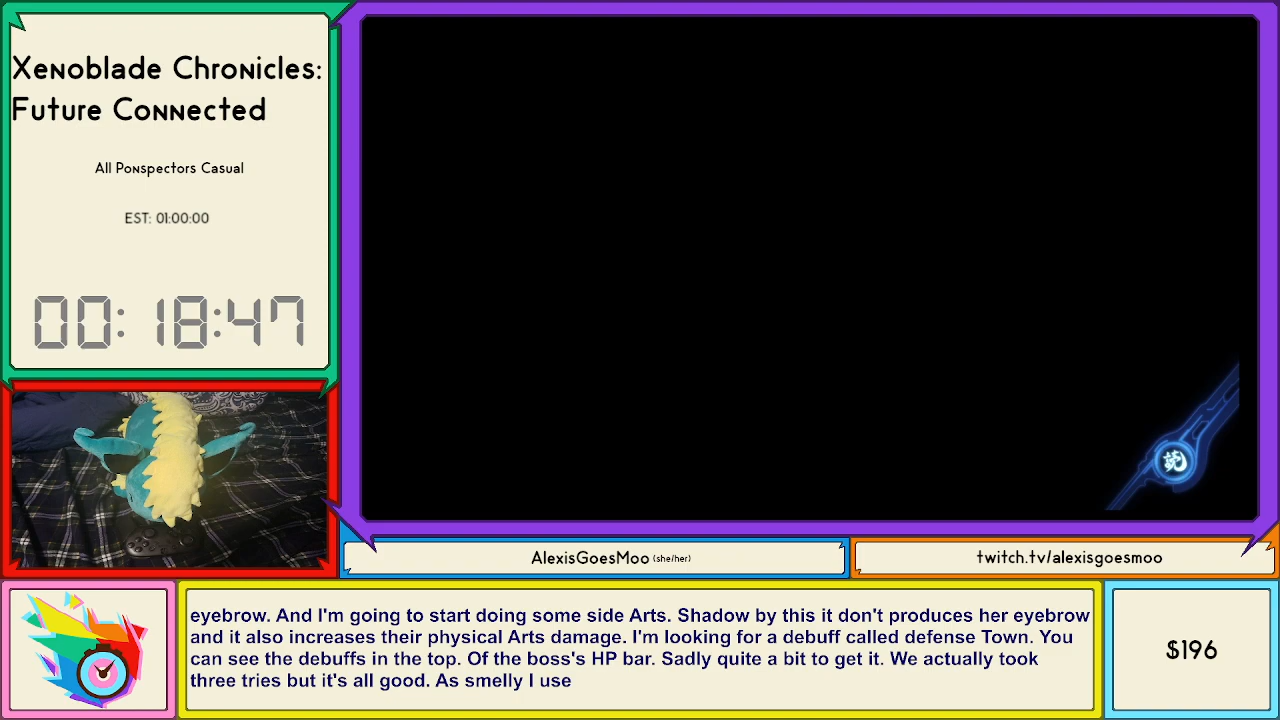 Xenoblade Chronicles:
Future Connected
All Ponspectors Casual
EST: 01:00:00
00:18:47
AlexisGoesMoo (she/her)
twitch.tv/alexisgoesmoo
eyebrow. And I'm going to start doing some side Arts. Shadow by this it don't produces her eyebrow
and it also increases their physical Arts damage. I'm looking for a debuff called defense Town. You
can see the debuffs in the top. Of the boss's HP bar. Sadly quite a bit to get it. We actually took
three tries but it's all good. As smelly I use
$196